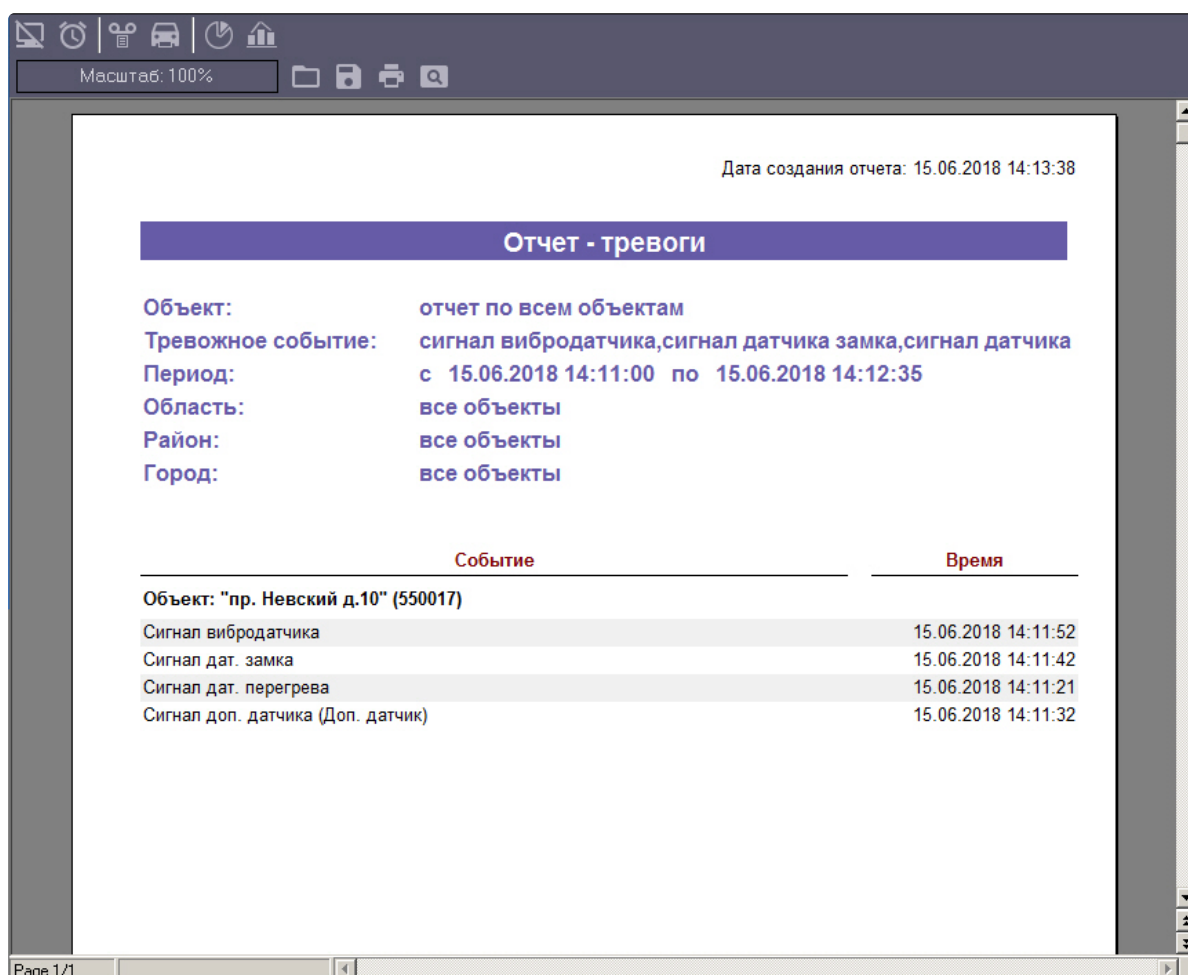 Масштаб: 100%
Дата создания отчета: 15.06.2018 14:13:38
Отчет - тревоги
Объект: отчет по всем объектам
Тревожное событие: сигнал вибродатчика,сигнал датчика замка,сигнал датчика
Период: с 15.06.2018 14:11:00 по 15.06.2018 14:12:35
Область: все объекты
Район: все объекты
Город: все объекты
Событие Время
Объект: "пр. Невский д.10" (550017)
Сигнал вибродатчика 15.06.2018 14:11:52
Сигнал дат. замка 15.06.2018 14:11:42
Сигнал дат. перегрева 15.06.2018 14:11:21
Сигнал доп. датчика (Доп. датчик) 15.06.2018 14:11:32
Page 1/1